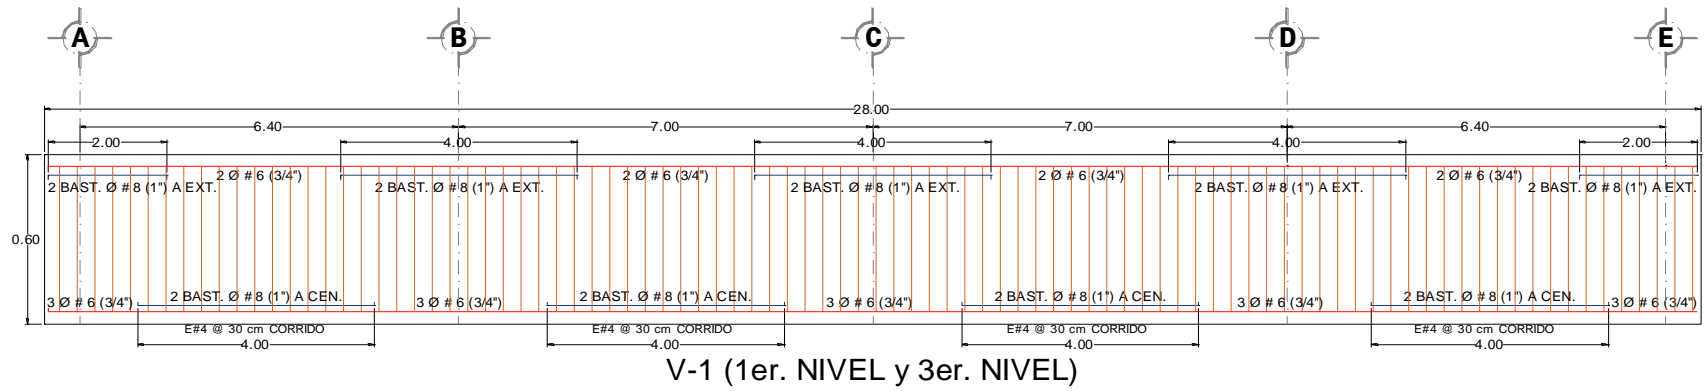 A B C D E
28.00
6.40 7.00 7.00 6.40
2.00 4.00 4.00 4.00 2.00
2 Ø # 6 (3/4") 2 Ø # 6 (3/4") 2 Ø # 6 (3/4") 2 Ø # 6 (3/4")
2 BAST. Ø # 8 (1") A EXT. 2 BAST. Ø # 8 (1") A EXT. 2 BAST. Ø # 8 (1") A EXT. 2 BAST. Ø # 8 (1") A EXT. 2 BAST. Ø # 8 (1") A EXT.
0.60
3 Ø # 6 (3/4") 2 BAST. Ø # 8 (1") A CEN. 3 Ø # 6 (3/4") 2 BAST. Ø # 8 (1") A CEN. 3 Ø # 6 (3/4") 2 BAST. Ø # 8 (1") A CEN. 3 Ø # 6 (3/4") 2 BAST. Ø # 8 (1") A CEN. 3 Ø # 6 (3/4")
E#4 @ 30 cm CORRIDO E#4 @ 30 cm CORRIDO E#4 @ 30 cm CORRIDO E#4 @ 30 cm CORRIDO
4.00 4.00 4.00 4.00
V-1 (1er. NIVEL y 3er. NIVEL)